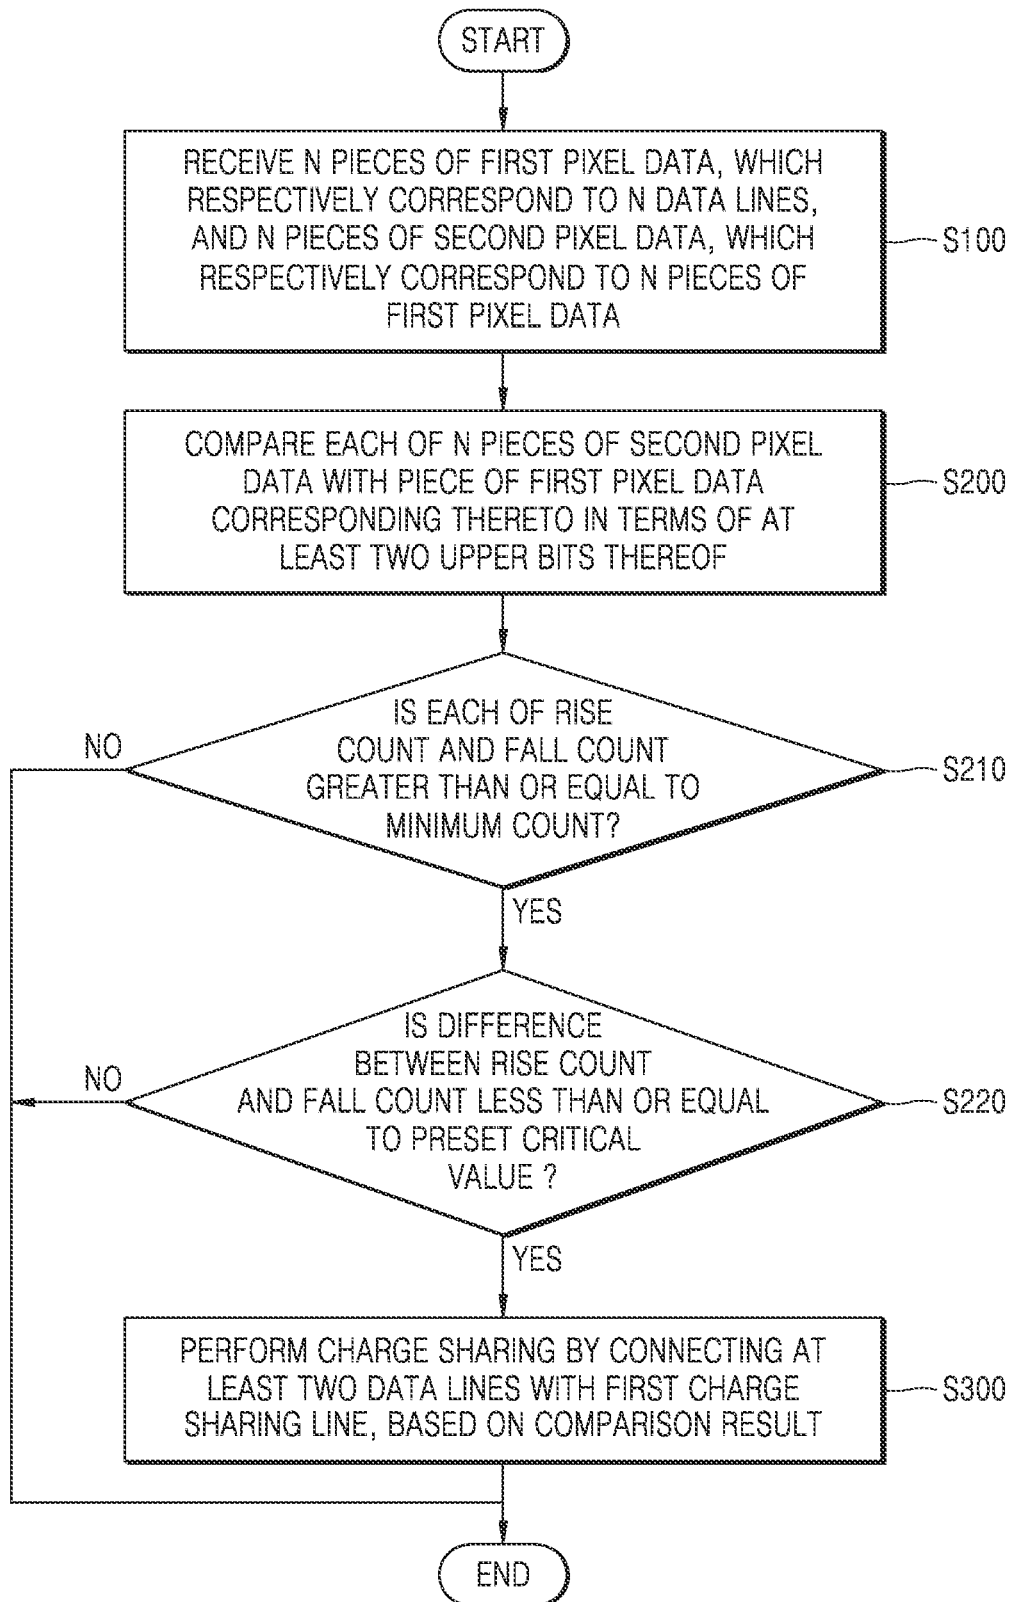 START
RECEIVE N PIECES OF FIRST PIXEL DATA, WHICH
RESPECTIVELY CORRESPOND TO N DATA LINES,
AND N PIECES OF SECOND PIXEL DATA, WHICH
RESPECTIVELY CORRESPOND TO N PIECES OF
FIRST PIXEL DATA
S100
COMPARE EACH OF N PIECES OF SECOND PIXEL
DATA WITH PIECE OF FIRST PIXEL DATA
CORRESPONDING THERETO IN TERMS OF AT
LEAST TWO UPPER BITS THEREOF
S200
IS EACH OF RISE
COUNT AND FALL COUNT
GREATER THAN OR EQUAL TO
MINIMUM COUNT?
NO
S210
YES
IS DIFFERENCE
BETWEEN RISE COUNT
AND FALL COUNT LESS THAN OR EQUAL
TO PRESET CRITICAL
VALUE ?
NO
S220
YES
PERFORM CHARGE SHARING BY CONNECTING AT
LEAST TWO DATA LINES WITH FIRST CHARGE
SHARING LINE, BASED ON COMPARISON RESULT
S300
END